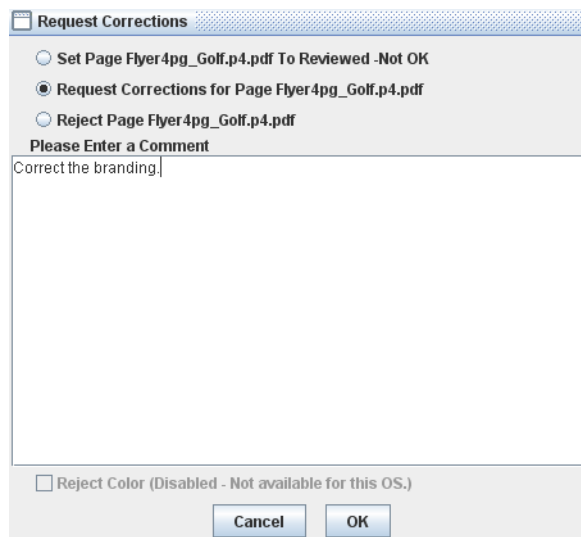 Request Corrections
Set Page Flyer4pg_Golf.p4.pdf To Reviewed -Not OK
Request Corrections for Page Flyer4pg_Golf.p4.pdf
Reject Page Flyer4pg_Golf.p4.pdf
Please Enter a Comment
Correct the branding.
Reject Color (Disabled - Not available for this OS.)
Cancel OK